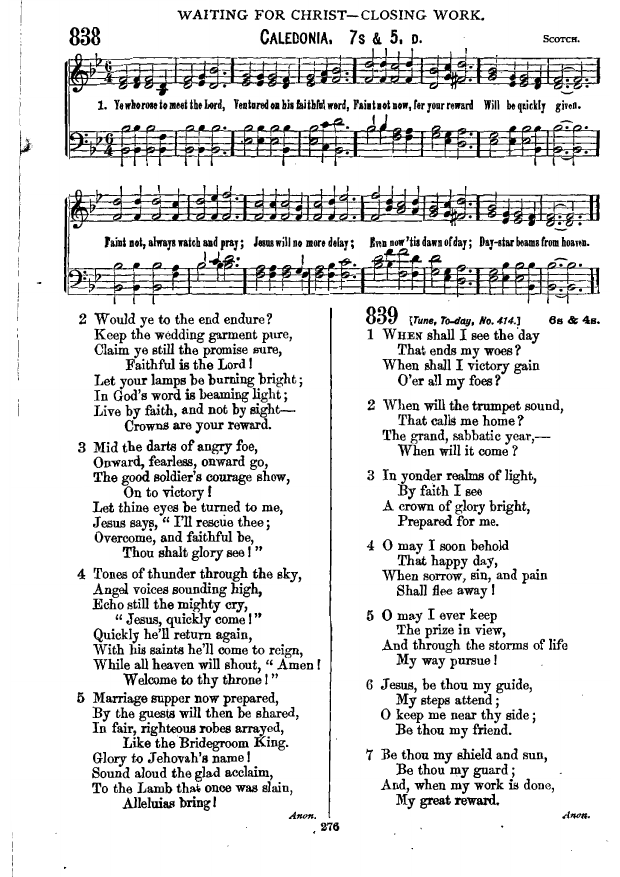 WAITING FOR CHRIST—CLOSING WORK.
838
CALEDONIA. 7s & 5. D.
SCOTCH.
1. Ye who rose to meet the Lord, Ventured on his faithful word, Faint not now, for your reward Will be quickly given.
Faint not, always watch and pray; Jesus will no more delay; Even now 'tis dawn of day; Day-star beams from heaven.
2 Would ye to the end endure?
Keep the wedding garment pure,
Claim ye still the promise sure,
Faithful is the Lord!
Let your lamps be burning bright;
In God's word is beaming light;
Live by faith, and not by sight—
Crowns are your reward.
3 Mid the darts of angry foe,
Onward, fearless, onward go,
The good soldier's courage show,
On to victory!
Let thine eyes be turned to me,
Jesus says, "I'll rescue thee;
Overcome, and faithful be,
Thou shalt glory see!"
4 Tones of thunder through the sky,
Angel voices sounding high,
Echo still the mighty cry,
"Jesus, quickly come!"
Quickly he'll return again,
With his saints he'll come to reign,
While all heaven will shout, "Amen!
Welcome to thy throne!"
5 Marriage supper now prepared,
By the guests will then be shared,
In fair, righteous robes arrayed,
Like the Bridegroom King.
Glory to Jehovah's name!
Sound aloud the glad acclaim,
To the Lamb that once was slain,
Alleluias bring!
Anon.
839 [Tune, To-day, No. 414.] 6s & 4s.
1 WHEN shall I see the day
That ends my woes?
When shall I victory gain
O'er all my foes?
2 When will the trumpet sound,
That calls me home?
The grand, sabbatic year,—
When will it come?
3 In yonder realms of light,
By faith I see
A crown of glory bright,
Prepared for me.
4 O may I soon behold
That happy day,
When sorrow, sin, and pain
Shall flee away!
5 O may I ever keep
The prize in view,
And through the storms of life
My way pursue!
6 Jesus, be thou my guide,
My steps attend;
O keep me near thy side;
Be thou my friend.
7 Be thou my shield and sun,
Be thou my guard;
And, when my work is done,
My great reward.
Anon.
276